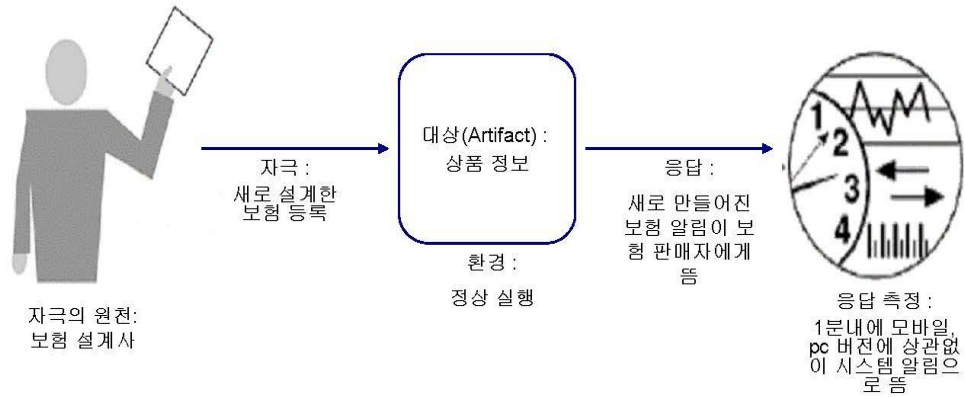 자극의 원천:
보험 설계사
자극 :
새로 설계한
보험 등록
대상(Artifact) :
상품 정보
환경 :
정상 실행
응답 :
새로 만들어진
보험 알림이 보
험 판매자에게
뜸
1
2
3
4
응답 측정 :
1분내에 모바일,
pc 버전에 상관없
이 시스템 알림으
로 뜸